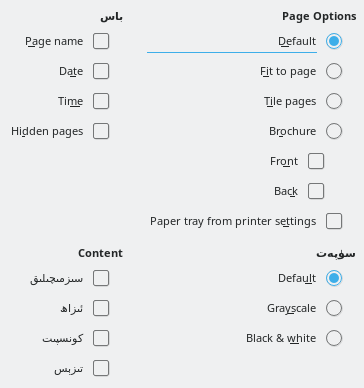 Page Options
Default
Fit to page
Tile pages
Brochure
Front
Back
Paper tray from printer settings
باس
Page name
Date
Time
Hidden pages
سۈپەت
Default
Grayscale
Black & white
Content
سىزمىچىلىق
ئىزاھ
كونسېپت
تىزىس